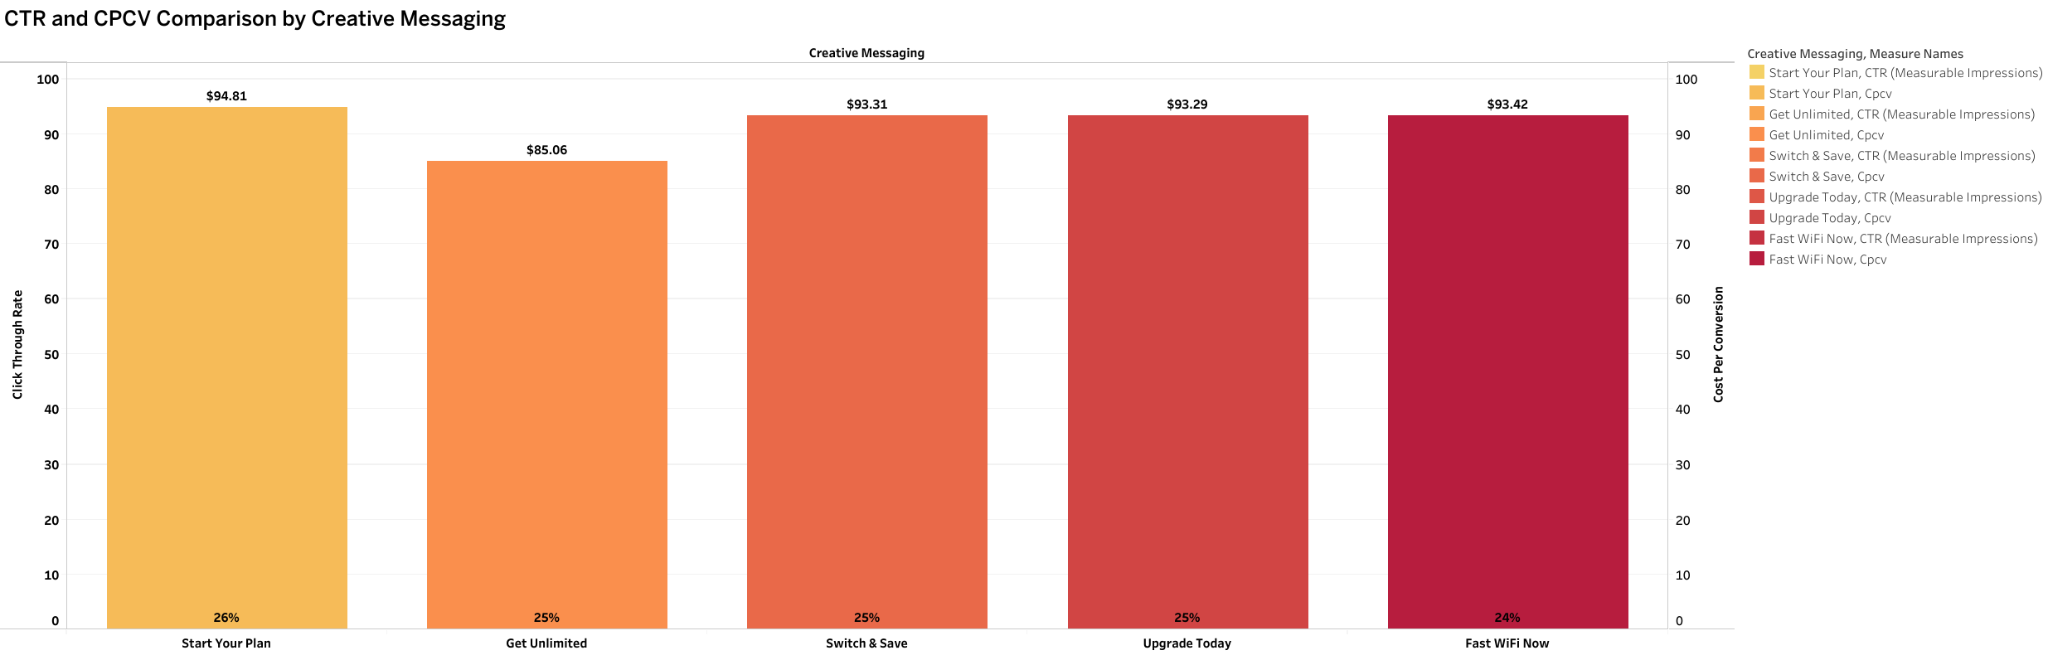 CTR and CPCV Comparison by Creative Messaging
Creative Messaging
Click Through Rate
100
90
80
70
60
50
40
30
20
10
0
$94.81
$85.06
$93.31
$93.29
$93.42
26%
25%
25%
25%
24%
Start Your Plan
Get Unlimited
Switch & Save
Upgrade Today
Fast WiFi Now
100
90
80
70
60
50
40
30
20
10
0
Cost Per Conversion
Creative Messaging, Measure Names
Start Your Plan, CTR (Measurable Impressions)
Start Your Plan, Cpcv
Get Unlimited, CTR (Measurable Impressions)
Get Unlimited, Cpcv
Switch & Save, CTR (Measurable Impressions)
Switch & Save, Cpcv
Upgrade Today, CTR (Measurable Impressions)
Upgrade Today, Cpcv
Fast WiFi Now, CTR (Measurable Impressions)
Fast WiFi Now, Cpcv